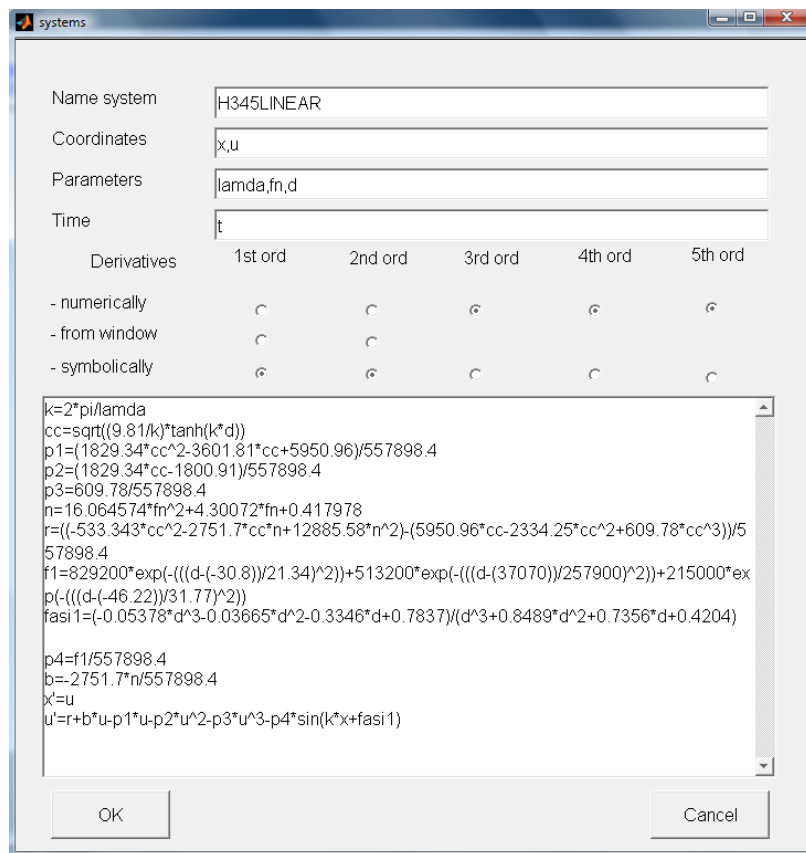 systems
Name system
H345LINEAR
Coordinates
x,u
Parameters
lamda,fn,d
Time
t
Derivatives 1st ord 2nd ord 3rd ord 4th ord 5th ord
- numerically
- from window
- symbolically
k=2*pi/lamda
cc=sqrt((9.81/k)*tanh(k*d))
p1=(1829.34*cc^2-3601.81*cc+5950.96)/557898.4
p2=(1829.34*cc-1800.91)/557898.4
p3=609.78/557898.4
n=16.064574*fn^2+4.30072*fn+0.417978
r=((-533.343*cc^2-2751.7*cc*n+12885.58*n^2)-(5950.96*cc-2334.25*cc^2+609.78*cc^3))/5
57898.4
f1=829200*exp(-(((d-(-30.8))/21.34)^2))+513200*exp(-(((d-(37070))/257900)^2))+215000*ex
p(-(((d-(-46.22))/31.77)^2))
fasi1=(-0.05378*d^3-0.03665*d^2-0.3346*d+0.7837)/(d^3+0.8489*d^2+0.7356*d+0.4204)
p4=f1/557898.4
b=-2751.7*n/557898.4
x'=u
u'=r+b*u-p1*u-p2*u^2-p3*u^3-p4*sin(k*x+fasi1)
OK
Cancel